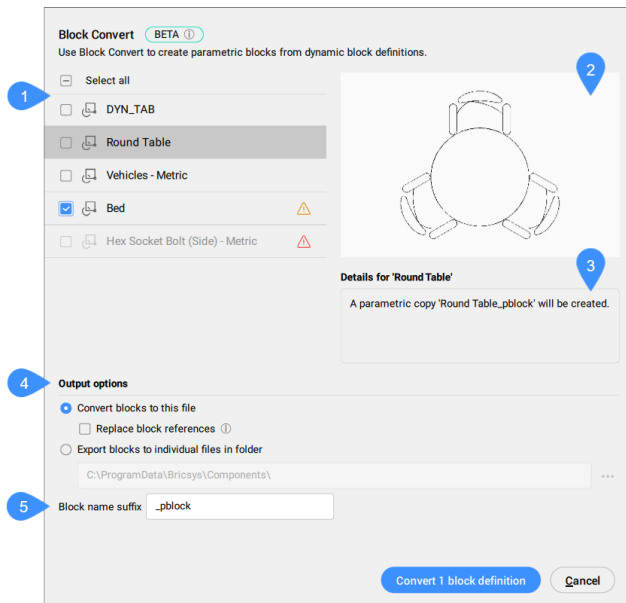 Block Convert BETA
Use Block Convert to create parametric blocks from dynamic block definitions.
1
Select all
DYN_TAB
Round Table
Vehicles - Metric
Bed
Hex Socket Bolt (Side) - Metric
2
Details for 'Round Table'
3
A parametric copy 'Round Table_pblock' will be created.
4
Output options
Convert blocks to this file
Replace block references
Export blocks to individual files in folder
C:\ProgramData\Bricsys\Components\
5
Block name suffix _pblock
Convert 1 block definition Cancel